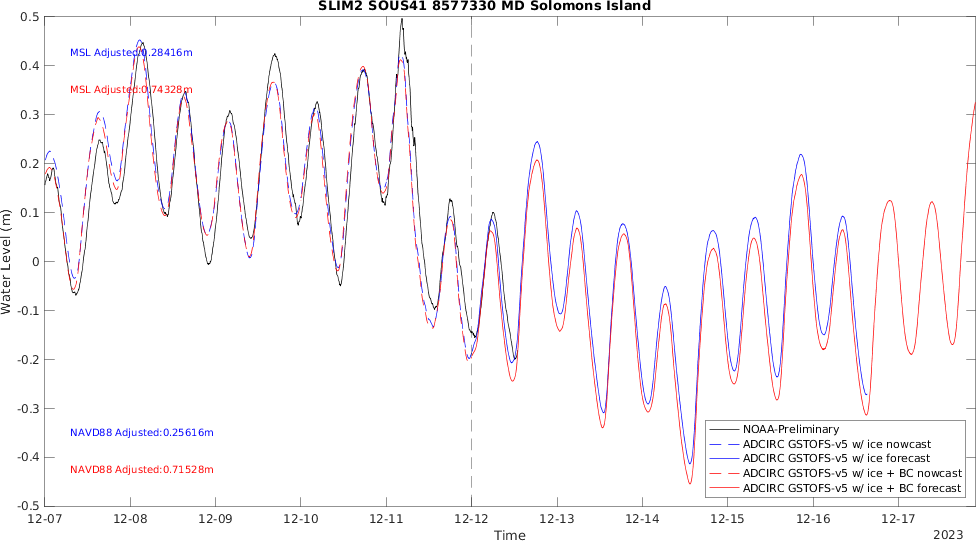 SLIM2 SOUS41 8577330 MD Solomons Island
0.5
0.4
0.3
0.2
0.1
0
-0.1
-0.2
-0.3
-0.4
-0.5
Water Level (m)
MSL Adjusted:0.28416m
MSL Adjusted:0.74328m
NAVD88 Adjusted:0.25616m
NAVD88 Adjusted:0.71528m
NOAA-Preliminary
ADCIRC GSTOFS-v5 w/ ice nowcast
ADCIRC GSTOFS-v5 w/ ice forecast
ADCIRC GSTOFS-v5 w/ ice + BC nowcast
ADCIRC GSTOFS-v5 w/ ice + BC forecast
12-07 12-08 12-09 12-10 12-11 12-12 12-13 12-14 12-15 12-16 12-17
Time
2023